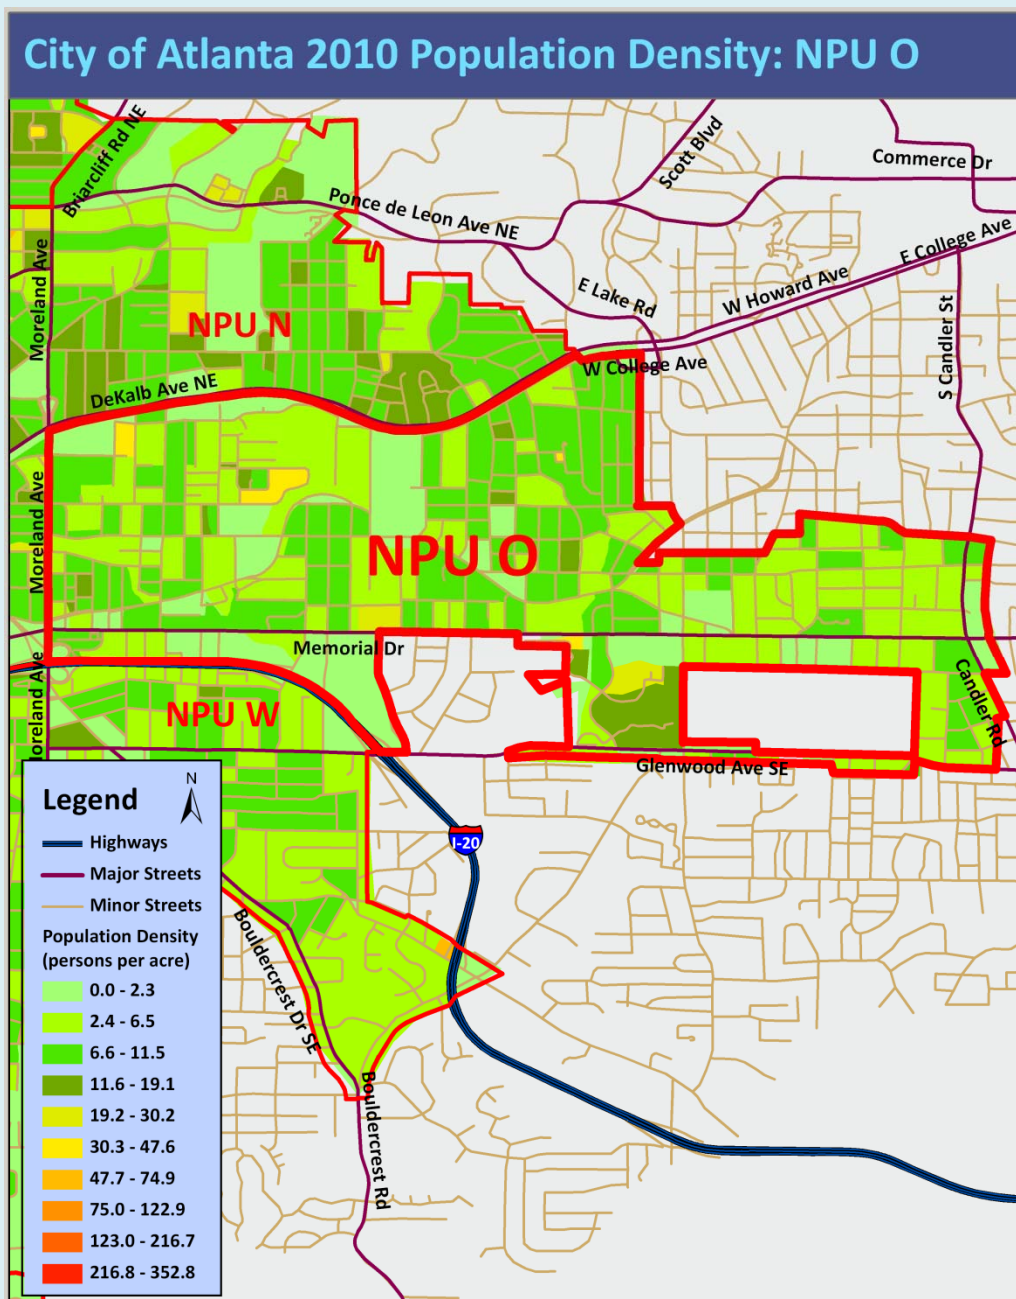 City of Atlanta 2010 Population Density: NPU O
Briarcliff Rd NE
Scott Blvd
Commerce Dr
Ponce de Leon Ave NE
E College Ave
Moreland Ave
E Lake Rd
W Howard Ave
NPU N
S Candler St
W College Ave
DeKalb Ave NE
Moreland Ave
NPU O
Memorial Dr
Moreland Ave
Candler Rd
NPU W
Glenwood Ave SE
I-20
Legend
N
Highways
Major Streets
Minor Streets
Population Density
(persons per acre)
0.0 - 2.3
2.4 - 6.5
6.6 - 11.5
11.6 - 19.1
19.2 - 30.2
30.3 - 47.6
47.7 - 74.9
75.0 - 122.9
123.0 - 216.7
216.8 - 352.8
Bouldercrest Dr SE
Bouldercrest Rd